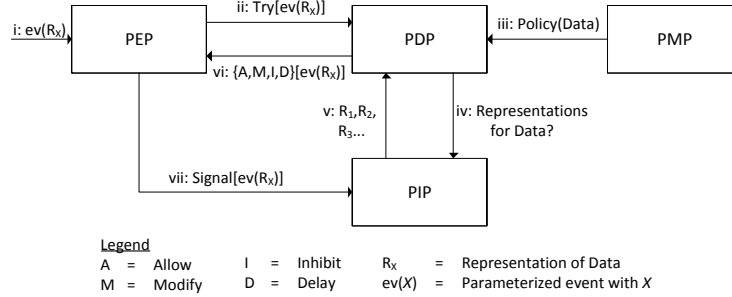 ii: Try[ev(RX)]
i: ev(RX)
PEP
PDP
iii: Policy(Data)
PMP
vi: {A,M,I,D}[ev(RX)]
v: R1,R2,
R3...
iv: Representations
for Data?
vii: Signal[ev(RX)]
PIP
Legend
A = Allow I = Inhibit RX = Representation of Data
M = Modify D = Delay ev(X) = Parameterized event with X